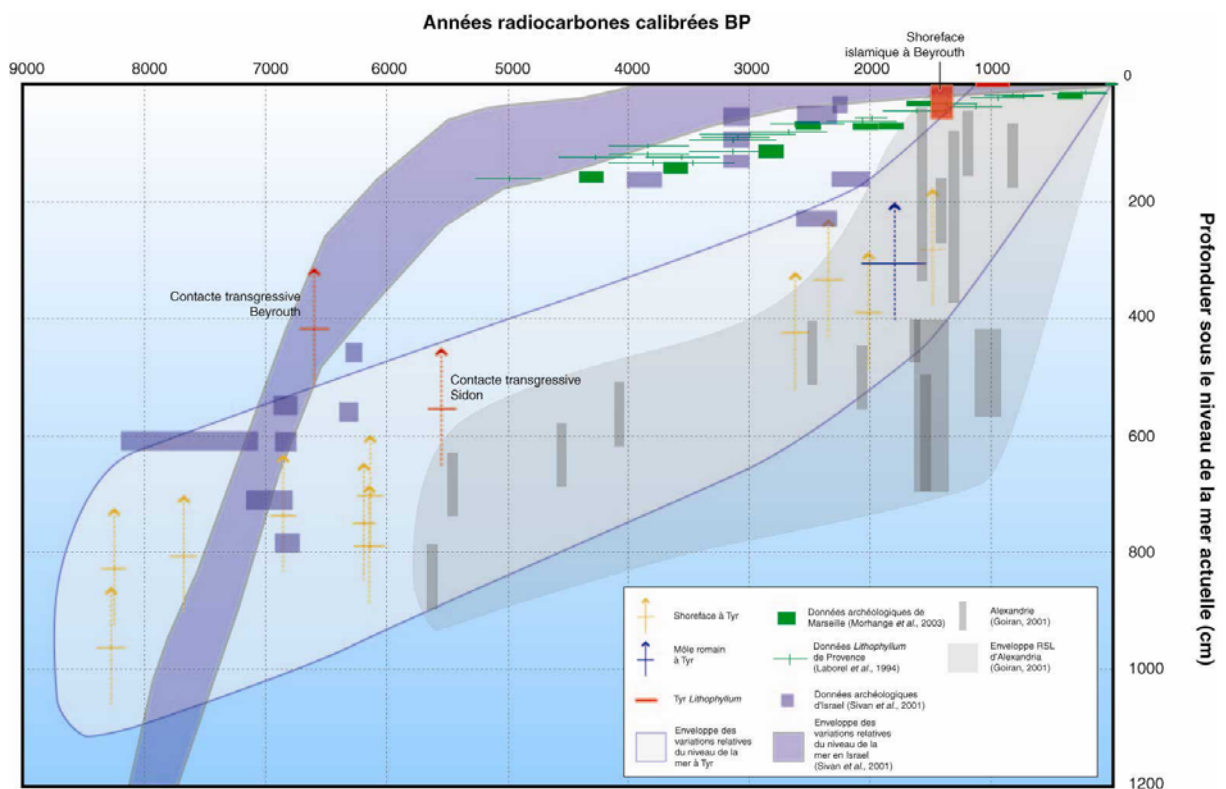 Années radiocarbones calibrées BP
Shoreface
islamique à Beyrouth
9000 8000 7000 6000 5000 4000 3000 2000 1000 0
200
Contacte transgressive
Beyrouth
400
Contacte transgressive
Sidon
600
800
1000
1200
Profonduer sous le niveau de la mer actuelle (cm)
Shoreface à Tyr
Môle romain
à Tyr
Tyr Lithophyllum
Enveloppe des
variations relatives
du niveau de la
mer à Tyr
Données archéologiques de
Marseille (Morhange et al., 2003)
Données Lithophyllum
de Provence
(Laborel et al., 1994)
Données archéologiques
d'Israel (Sivan et al., 2001)
Enveloppe des
variations relatives
du niveau de la
mer en Israel
(Sivan et al., 2001)
Alexandrie
(Goiran, 2001)
Enveloppe RSL
d'Alexandria
(Goiran, 2001)